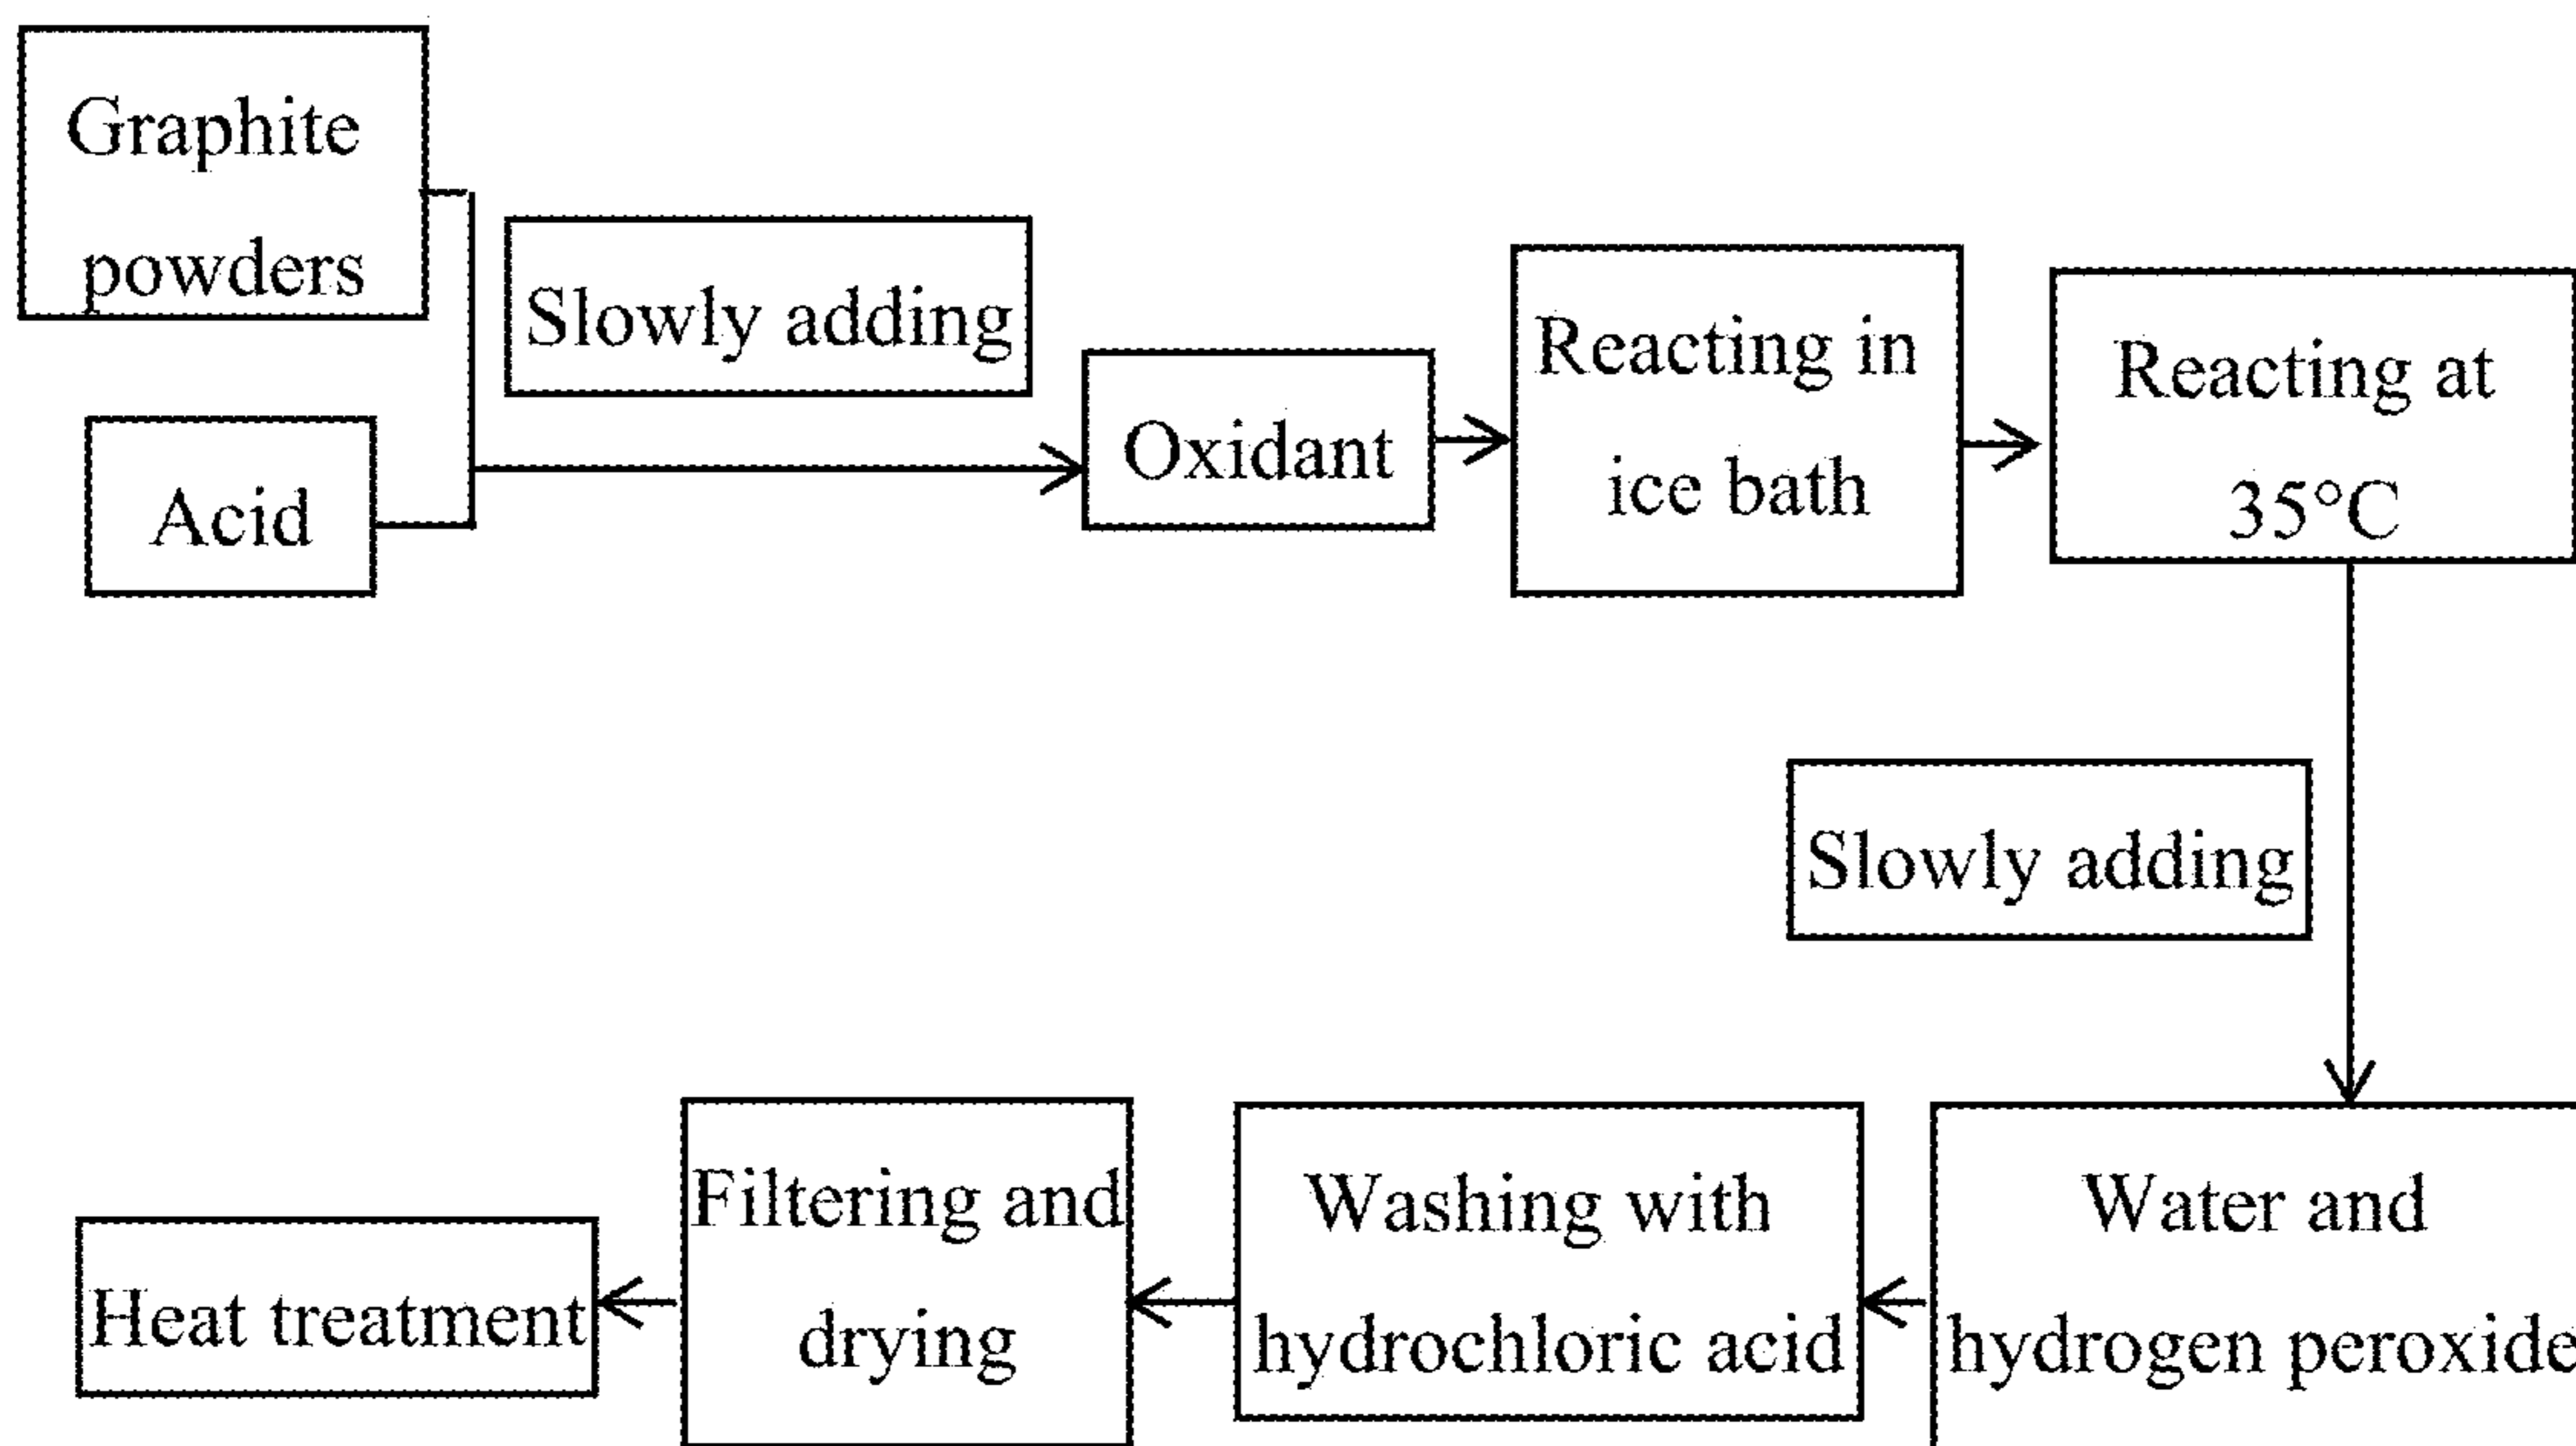 Graphite
powders
Acid
Slowly adding
Oxidant
Reacting in
ice bath
Reacting at
35°C
Slowly adding
Water and
hydrogen peroxide
Washing with
hydrochloric acid
Filtering and
drying
Heat treatment